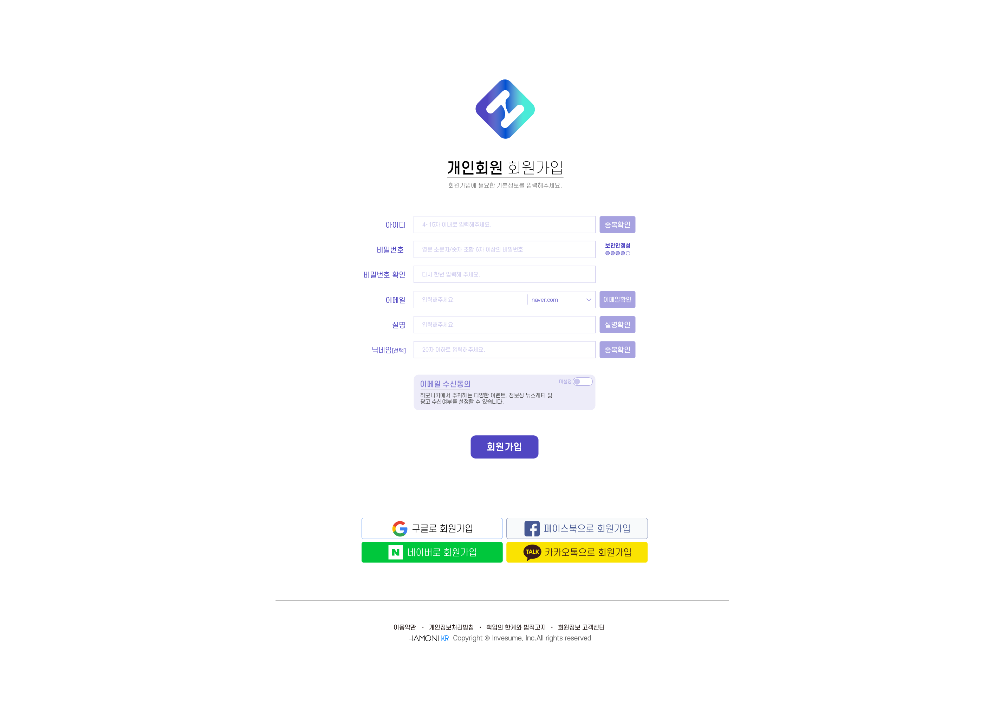 개인회원 회원가입
회원가입에 필요한 기본정보를 입력해주세요.
아이디 4~15자 이내로 입력해주세요. 중복확인
비밀번호 영문 소문자/숫자 조합 6자 이상의 비밀번호 보안안정성
비밀번호 확인 다시 한번 입력해 주세요.
이메일 입력해주세요. naver.com 이메일확인
실명 입력해주세요. 실명확인
닉네임[선택] 20자 이하로 입력해주세요. 중복확인
이메일 수신동의 미설정
하모니카에서 주최하는 다양한 이벤트, 정보성 뉴스레터 및
광고 수신여부를 설정할 수 있습니다.
회원가입
구글로 회원가입 페이스북으로 회원가입
N 네이버로 회원가입 TALK 카카오톡으로 회원가입
이용약관 · 개인정보처리방침 · 책임의 한계와 법적고지 · 회원정보 고객센터
HAMONI KR Copyright © Invesume, Inc.All rights reserved